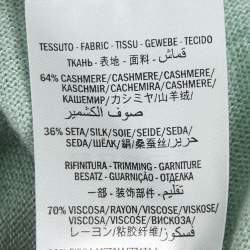 TESSUTO - FABRIC - TISSU - GEWEBE - TECIDO
ТКАНЬ - 表地 - 面料 - قماش
64% CASHMERE/CASHMERE/CASHMERE/
KASCHMIR/CACHEMIRA/CACHEMIRA/
КАШЕМИР/カシミヤ/山羊绒/
صوف الكشمير
36% SETA/SILK/SOIE/SEIDE/SEDA/
SEDA/ШЕЛК/絹/桑蚕丝/حرير
RIFINITURA - TRIMMING - GARNITURE
BESATZ - GUARNIÇÃO - ОТДЕЛКА
一部 - 装饰部件 - تقليم
70% VISCOSA/RAYON/VISCOSE/VISKOSE/
VISCOSA/VISCOSE/ВИСКОЗА/
レーヨン/粘胶纤维/فسكوز